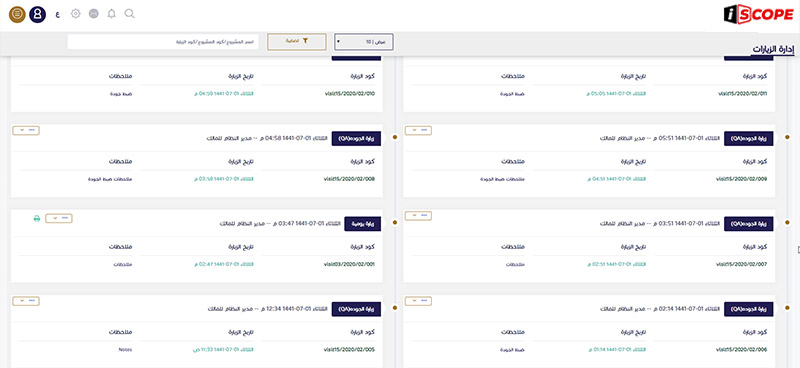 iSCOPE
ع
إدارة الزيارات
عرض | 10
تصفية
اسم المشروع/كود المشروع/كود الزيارة
كود الزيارة تاريخ الزيارة ملاحظات
visit15/2020/02/011 الثلاثاء 01-07-1441 05:05 م ضبط الجودة
كود الزيارة تاريخ الزيارة ملاحظات
visit15/2020/02/010 الثلاثاء 01-07-1441 04:59 م ضبط جودة
زيارة الجوده(QA) الثلاثاء 01-07-1441 05:51 م -- مدير النظام للمالك
كود الزيارة تاريخ الزيارة ملاحظات
visit15/2020/02/009 الثلاثاء 01-07-1441 04:51 م ملاحظات ضبط الجودة
زيارة الجوده(QA) الثلاثاء 01-07-1441 04:58 م -- مدير النظام للمالك
كود الزيارة تاريخ الزيارة ملاحظات
visit15/2020/02/008 الثلاثاء 01-07-1441 03:58 م ملاحظات ضبط الجودة
زيارة الجوده(QA) الثلاثاء 01-07-1441 03:51 م -- مدير النظام للمالك
كود الزيارة تاريخ الزيارة ملاحظات
visit15/2020/02/007 الثلاثاء 01-07-1441 02:51 م ملاحظات
زيارة يومية الثلاثاء 01-07-1441 03:47 م -- مدير النظام للمالك
كود الزيارة تاريخ الزيارة ملاحظات
visit03/2020/02/001 الثلاثاء 01-07-1441 02:47 م ملاحظات
زيارة الجوده(QA) الثلاثاء 01-07-1441 02:14 م -- مدير النظام للمالك
كود الزيارة تاريخ الزيارة ملاحظات
visit15/2020/02/006 الثلاثاء 01-07-1441 01:14 م ضبط الجودة
زيارة الجوده(QA) الثلاثاء 01-07-1441 12:34 م -- مدير النظام للمالك
كود الزيارة تاريخ الزيارة ملاحظات
visit15/2020/02/005 الثلاثاء 01-07-1441 11:33 ص Notes